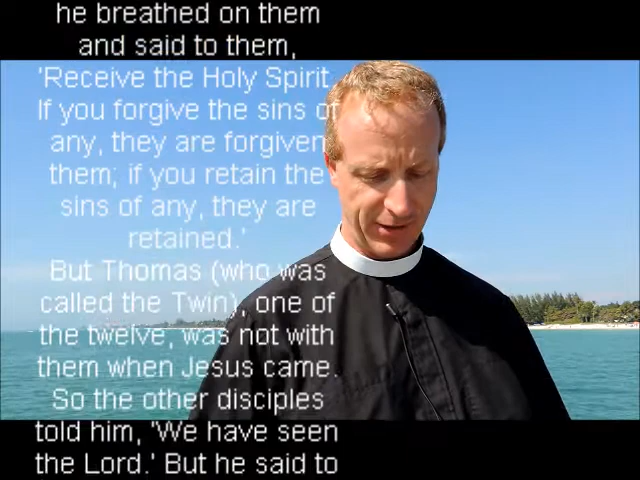 he breathed on them
and said to them,
'Receive the Holy Spirit.
If you forgive the sins of
any, they are forgiven
them; if you retain the
sins of any, they are
retained.'
But Thomas (who was
called the Twin), one of
the twelve, was not with
them when Jesus came.
So the other disciples
told him, 'We have seen
the Lord.' But he said to